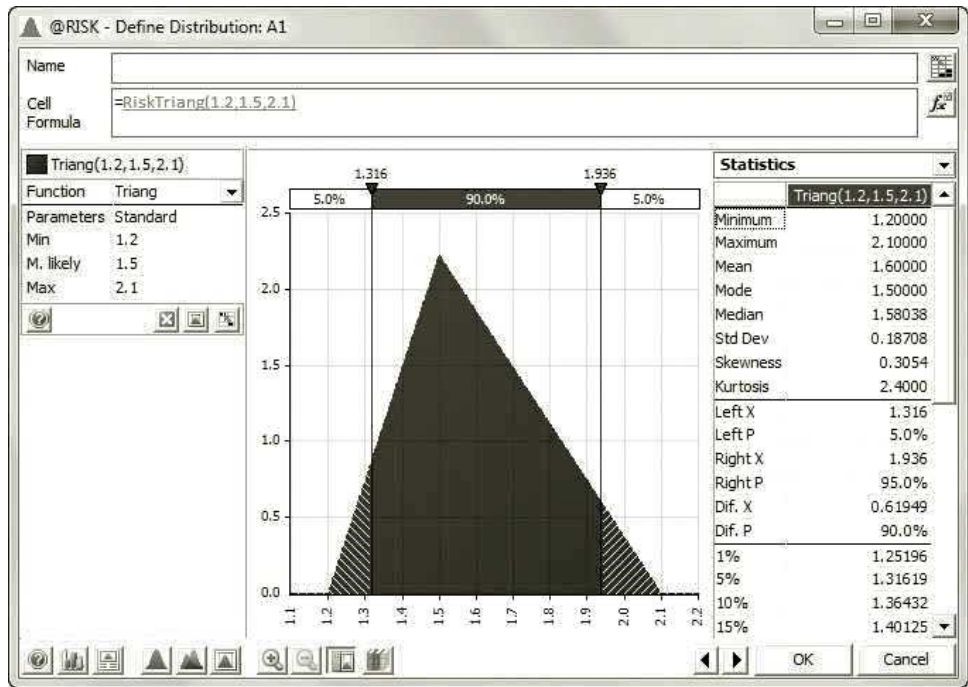 @RISK - Define Distribution: A1
Name
Cell Formula
=RiskTriang(1.2,1.5,2.1)
Triang(1.2,1.5,2.1)
Function Triang
Parameters Standard
Min 1.2
M. likely 1.5
Max 2.1
1.316 1.936
5.0% 90.0% 5.0%
2.5
2.0
1.5
1.0
0.5
0.0
1.1 1.2 1.3 1.4 1.5 1.6 1.7 1.8 1.9 2.0 2.1 2.2
Statistics
Triang(1.2,1.5,2.1)
Minimum 1.20000
Maximum 2.10000
Mean 1.60000
Mode 1.50000
Median 1.58038
Std Dev 0.18708
Skewness 0.3054
Kurtosis 2.4000
Left X 1.316
Left P 5.0%
Right X 1.936
Right P 95.0%
Dif. X 0.61949
Dif. P 90.0%
1% 1.25196
5% 1.31619
10% 1.36432
15% 1.40125
OK Cancel